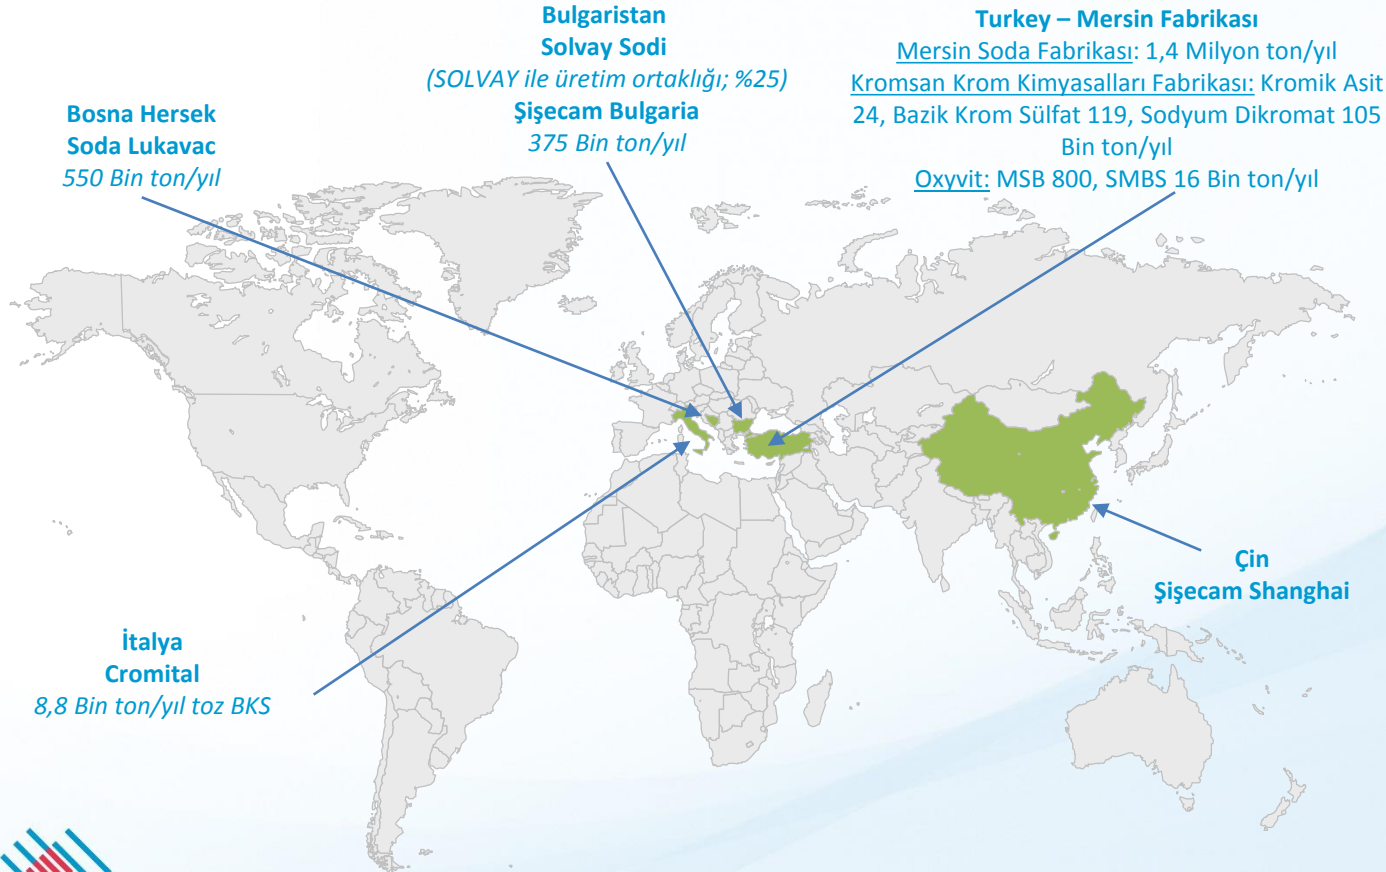 Bulgaristan
Solvay Sodi
(SOLVAY ile üretim ortaklığı; %25)
Şişecam Bulgaria
375 Bin ton/yıl
Turkey – Mersin Fabrikası
Mersin Soda Fabrikası: 1,4 Milyon ton/yıl
Kromsan Krom Kimyasalları Fabrikası: Kromik Asit
24, Bazik Krom Sülfat 119, Sodyum Dikromat 105
Bin ton/yıl
Oxyvit: MSB 800, SMBS 16 Bin ton/yıl
Bosna Hersek
Soda Lukavac
550 Bin ton/yıl
Çin
Şişecam Shanghai
İtalya
Cromital
8,8 Bin ton/yıl toz BKS